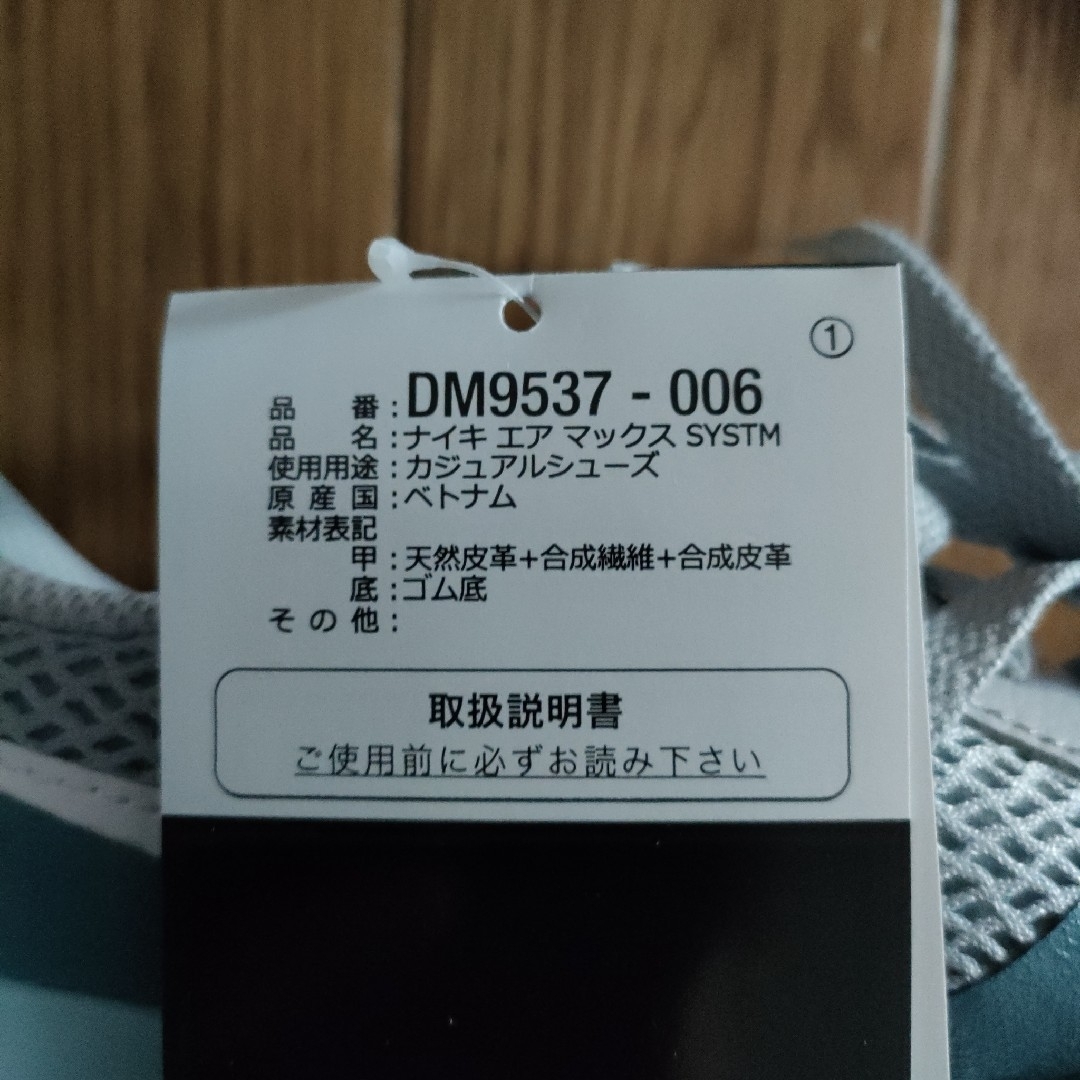 ①
品 番:DM9537 - 006
品 名:ナイキ エア マックス SYSTM
使用用途:カジュアルシューズ
原 産 国:ベトナム
素材表記
甲:天然皮革+合成繊維+合成皮革
底:ゴム底
そ の 他:
取扱説明書
ご使用前に必ずお読み下さい